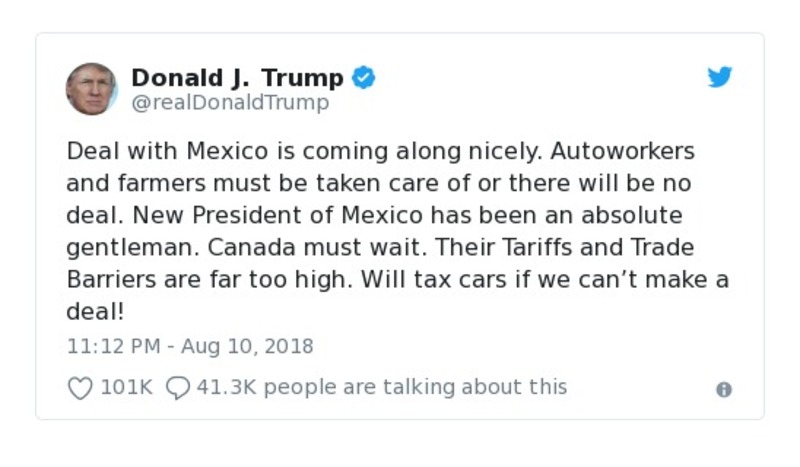 Donald J. Trump
@realDonaldTrump
Deal with Mexico is coming along nicely. Autoworkers
and farmers must be taken care of or there will be no
deal. New President of Mexico has been an absolute
gentleman. Canada must wait. Their Tariffs and Trade
Barriers are far too high. Will tax cars if we can’t make a
deal!
11:12 PM - Aug 10, 2018
101K 41.3K people are talking about this